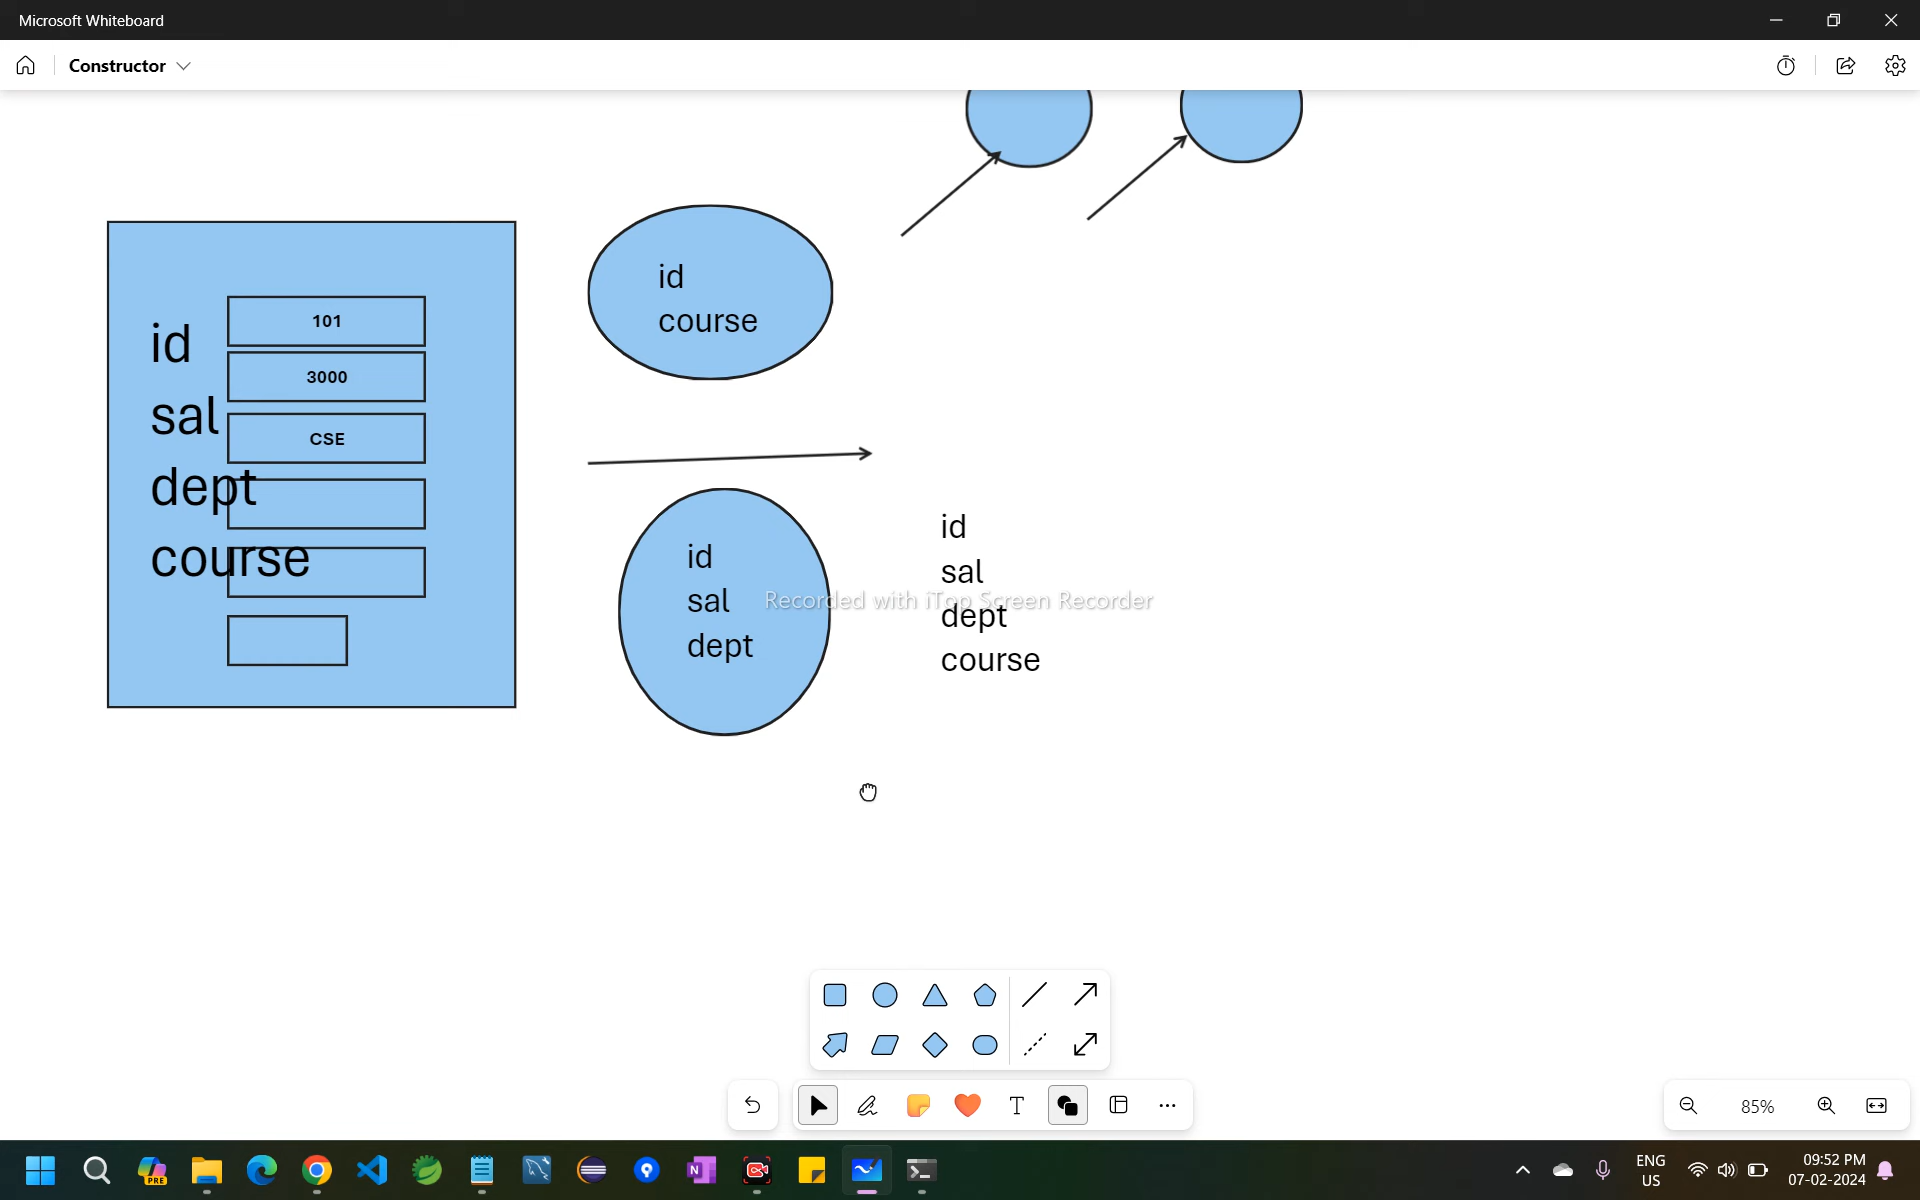 Microsoft Whiteboard
Constructor
id
sal
dept
course
101
3000
CSE
id
course
id
sal
dept
id
sal
dept
course
Recorded with iTop Screen Recorder
T
85%
PRE
N
ENG
US
09:52 PM
07-02-2024